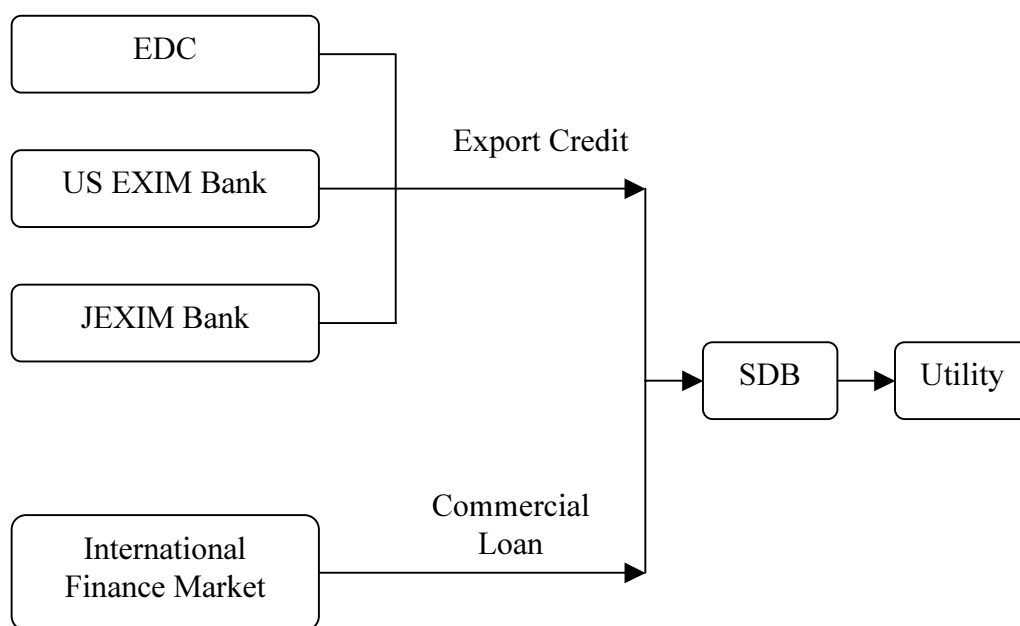 EDC
US EXIM Bank
Export Credit
JEXIM Bank
SDB
Utility
International
Finance Market
Commercial
Loan